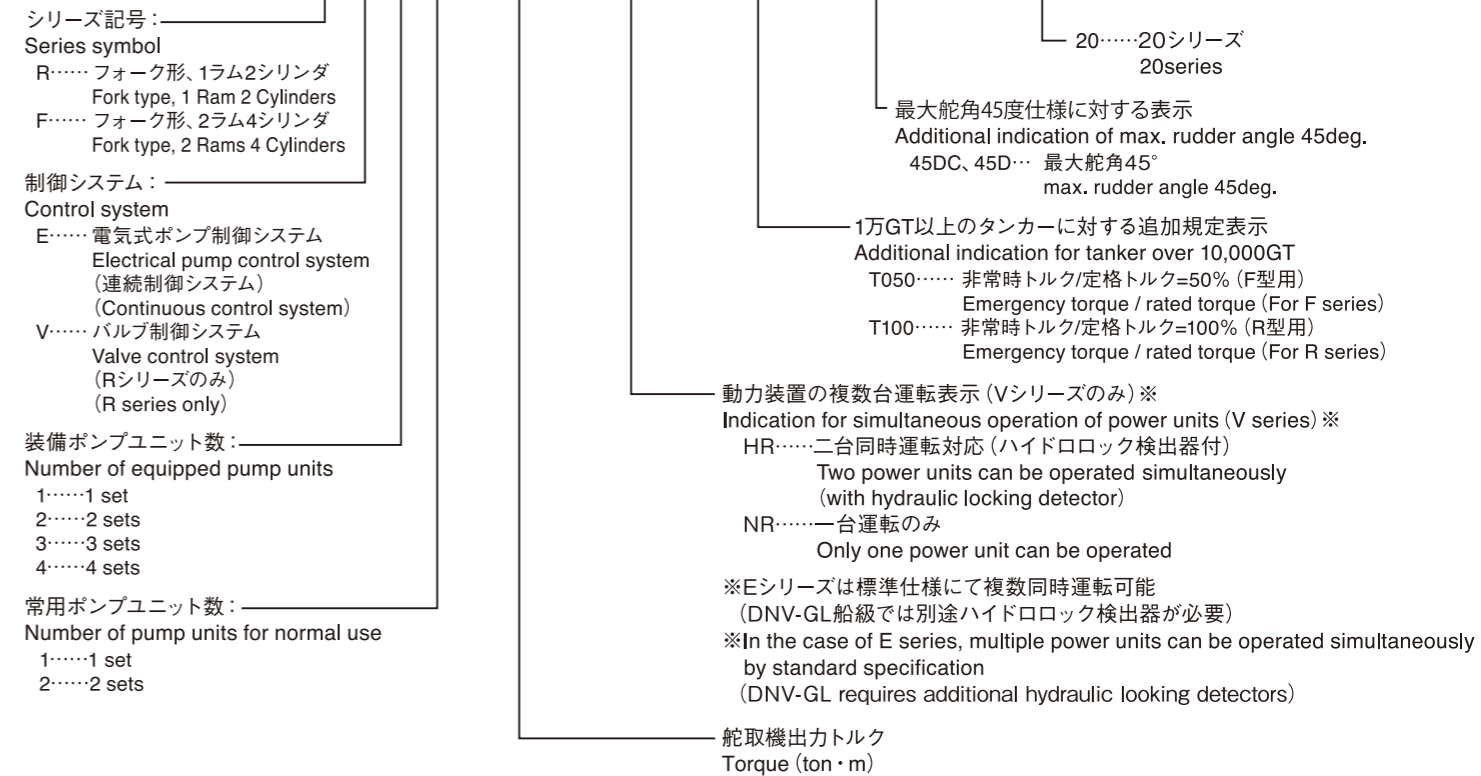 シリーズ記号：
Series symbol
R…… フォーク形、1ラム2シリンダ
Fork type, 1 Ram 2 Cylinders
F…… フォーク形、2ラム4シリンダ
Fork type, 2 Rams 4 Cylinders
制御システム：
Control system
E…… 電気式ポンプ制御システム
Electrical pump control system
（連続制御システム）
（Continuous control system）
V…… バルブ制御システム
Valve control system
（Rシリーズのみ）
（R series only）
装備ポンプユニット数：
Number of equipped pump units
1……1 set
2……2 sets
3……3 sets
4……4 sets
常用ポンプユニット数：
Number of pump units for normal use
1……1 set
2……2 sets
20……20シリーズ
20series
最大舵角45度仕様に対する表示
Additional indication of max. rudder angle 45deg.
45DC、45D… 最大舵角45°
max. rudder angle 45deg.
1万GT以上のタンカーに対する追加規定表示
Additional indication for tanker over 10,000GT
T050…… 非常時トルク/定格トルク=50%（F型用）
Emergency torque / rated torque（For F series）
T100…… 非常時トルク/定格トルク=100%（R型用）
Emergency torque / rated torque（For R series）
動力装置の複数台運転表示（Vシリーズのみ）※
Indication for simultaneous operation of power units（V series）※
HR……二台同時運転対応（ハイドロロック検出器付）
Two power units can be operated simultaneously
（with hydraulic locking detector）
NR……一台運転のみ
Only one power unit can be operated
※Eシリーズは標準仕様にて複数同時運転可能
（DNV-GL船級では別途ハイドロロック検出器が必要）
※In the case of E series, multiple power units can be operated simultaneously
by standard specification
（DNV-GL requires additional hydraulic looking detectors）
舵取機出力トルク
Torque（ton・m）